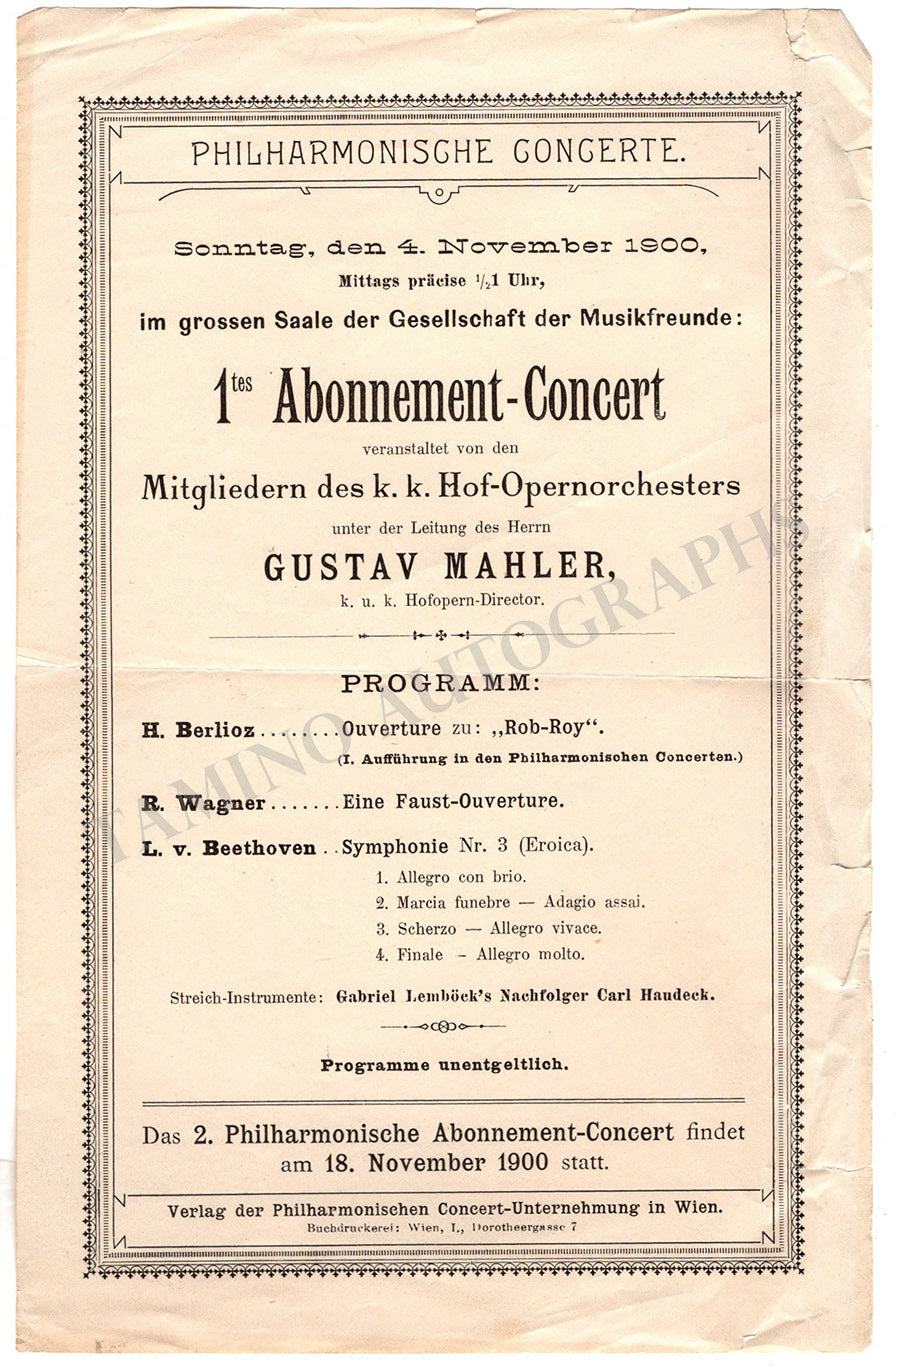 PHILHARMONISCHE CONCERTE.
Sonntag, den 4. November 1900,
Mittags präcise 1/21 Uhr,
im grossen Saale der Gesellschaft der Musikfreunde:
1tes Abonnement-Concert
veranstaltet von den
Mitgliedern des k. k. Hof-Opernorchesters
unter der Leitung des Herrn
GUSTAV MAHLER,
k. u. k. Hofopern-Director.
PROGRAMM:
H. Berlioz ........ Ouverture zu: „Rob-Roy“.
(I. Aufführung in den Philharmonischen Concerten.)
R. Wagner ....... Eine Faust-Ouverture.
L. v. Beethoven .. Symphonie Nr. 3 (Eroica).
1. Allegro con brio.
2. Marcia funebre — Adagio assai.
3. Scherzo — Allegro vivace.
4. Finale – Allegro molto.
Streich-Instrumente: Gabriel Lemböck's Nachfolger Carl Haudeck.
Programme unentgeltlich.
Das 2. Philharmonische Abonnement-Concert findet
am 18. November 1900 statt.
Verlag der Philharmonischen Concert-Unternehmung in Wien.
Buchdruckerei: Wien, I., Dorotheergasse 7
TAMINO AUTOGRAPHS